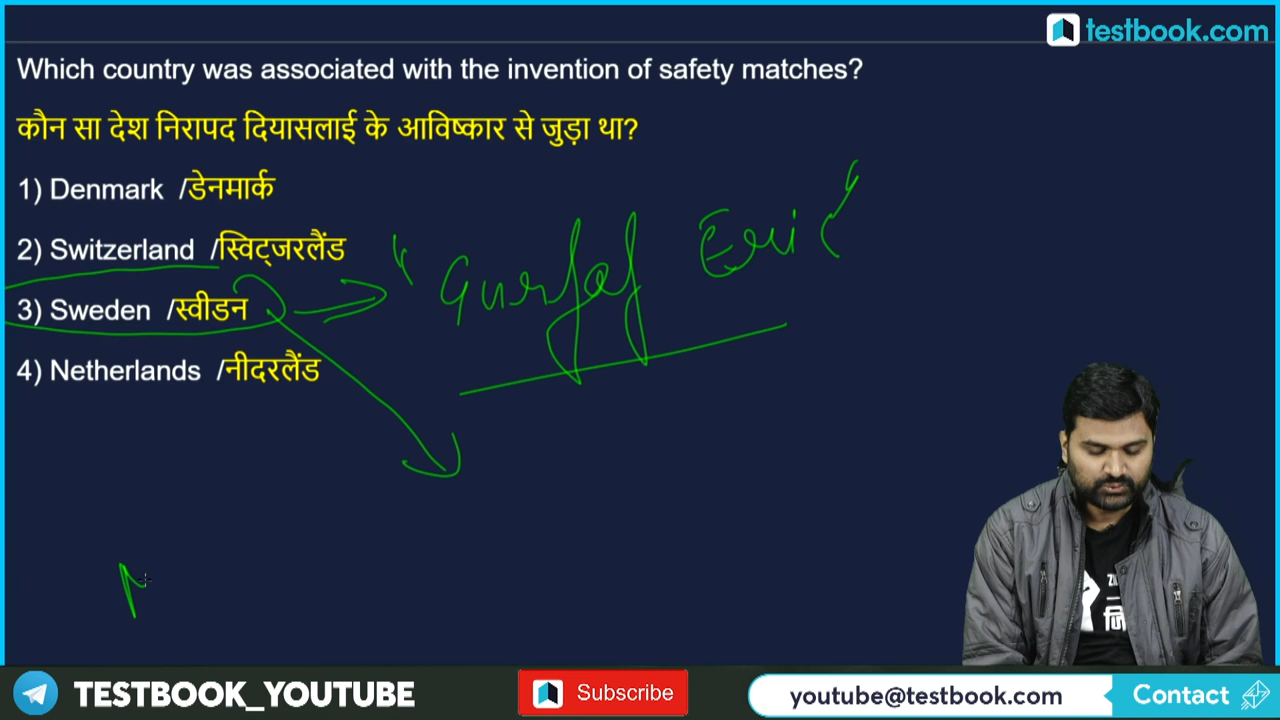 testbook.com
Which country was associated with the invention of safety matches?
कौन सा देश निरापद दियासलाई के आविष्कार से जुड़ा था?
1) Denmark /डेनमार्क
2) Switzerland /स्विट्जरलैंड
3) Sweden /स्वीडन
4) Netherlands /नीदरलैंड
TESTBOOK_YOUTUBE
Subscribe
youtube@testbook.com
Contact